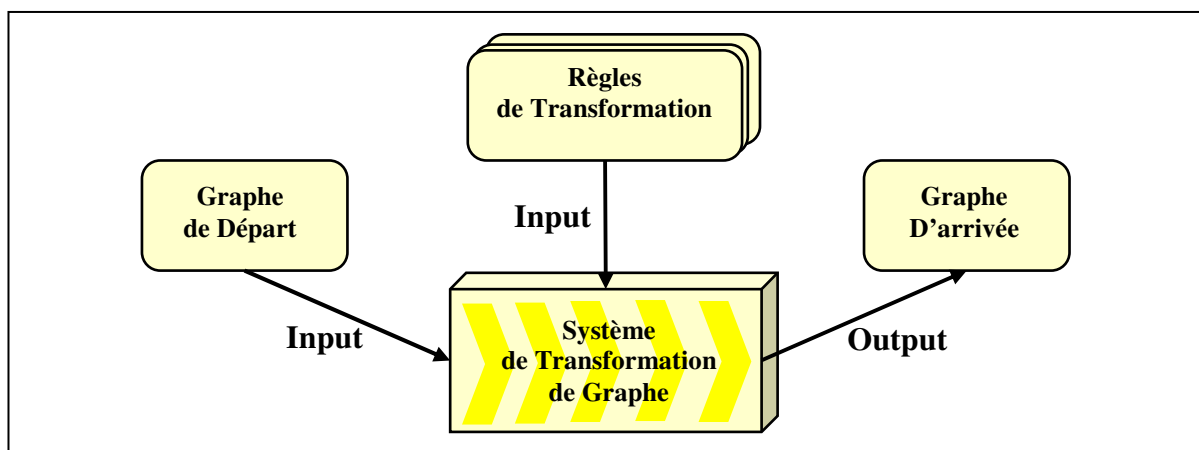 Règles
de Transformation
Graphe
de Départ
Graphe
D’arrivée
Input
Input
Output
Système
de Transformation
de Graphe